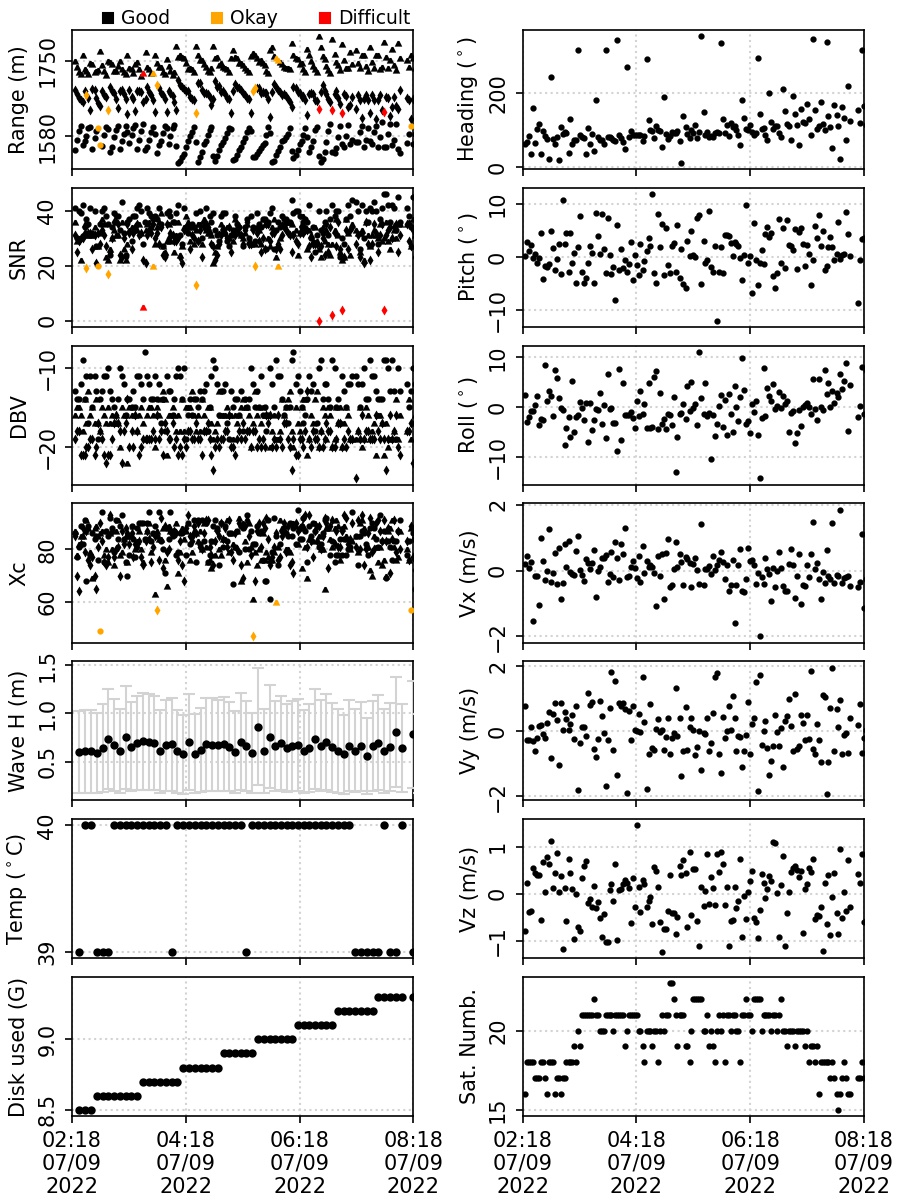 Good Okay Difficult
Range (m)
1750
1580
Heading (°)
200
0
SNR
40
20
0
Pitch (°)
10
0
−10
DBV
−10
−20
Roll (°)
10
0
−10
Xc
80
60
Vx (m/s)
2
0
−2
Wave H (m)
1.5
1.0
0.5
Vy (m/s)
2
0
−2
Temp (°C)
40
39
Vz (m/s)
1
0
−1
Disk used (G)
9.0
8.5
Sat. Numb.
20
15
02:18 04:18 06:18 08:18 02:18 04:18 06:18 08:18
07/09 07/09 07/09 07/09 07/09 07/09 07/09 07/09
2022 2022 2022 2022 2022 2022 2022 2022